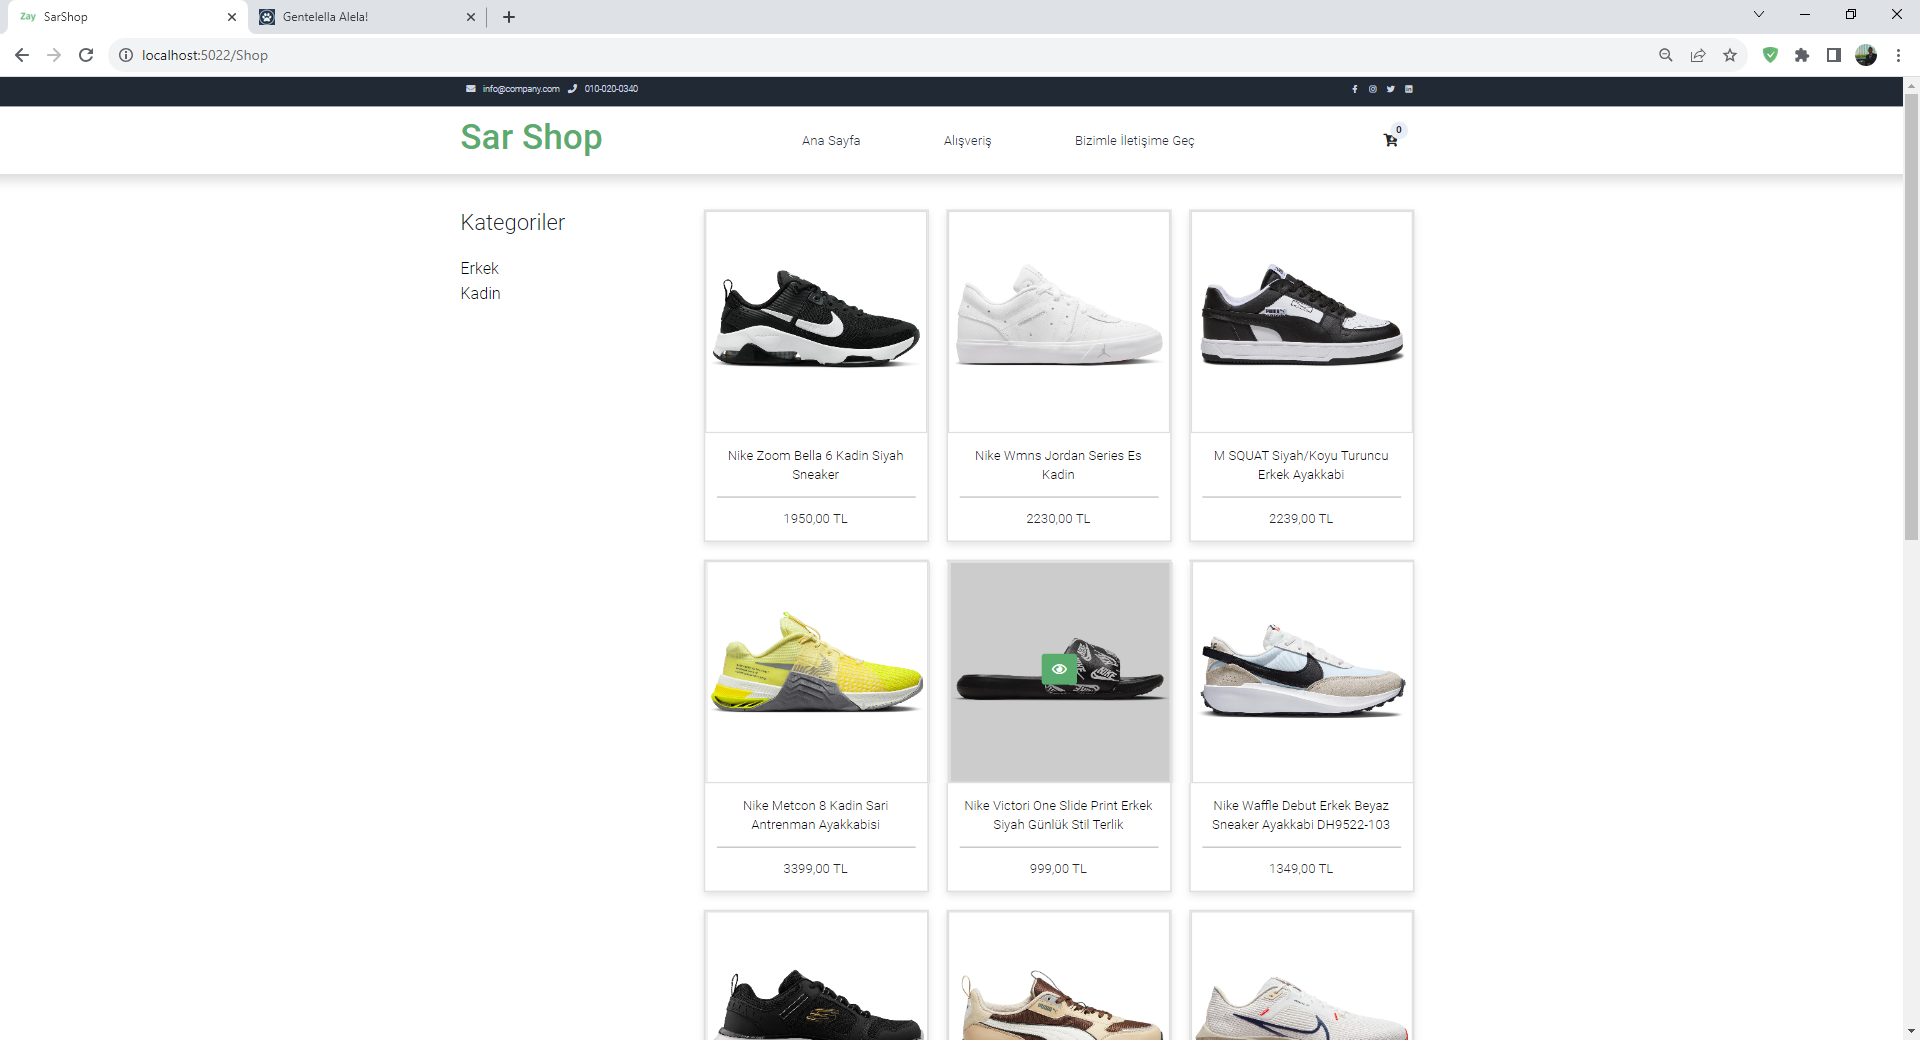 Zay SarShop
Gentelella Alela!
localhost:5022/Shop
info@company.com 010-020-0340
Sar Shop
Ana Sayfa
Alışveriş
Bizimle İletişime Geç
0
Kategoriler
Erkek
Kadin
Nike Zoom Bella 6 Kadin Siyah
Sneaker
1950,00 TL
Nike Wmns Jordan Series Es
Kadin
2230,00 TL
M SQUAT Siyah/Koyu Turuncu
Erkek Ayakkabi
2239,00 TL
Nike Metcon 8 Kadin Sari
Antrenman Ayakkabisi
3399,00 TL
Nike Victori One Slide Print Erkek
Siyah Günlük Stil Terlik
999,00 TL
Nike Waffle Debut Erkek Beyaz
Sneaker Ayakkabi DH9522-103
1349,00 TL